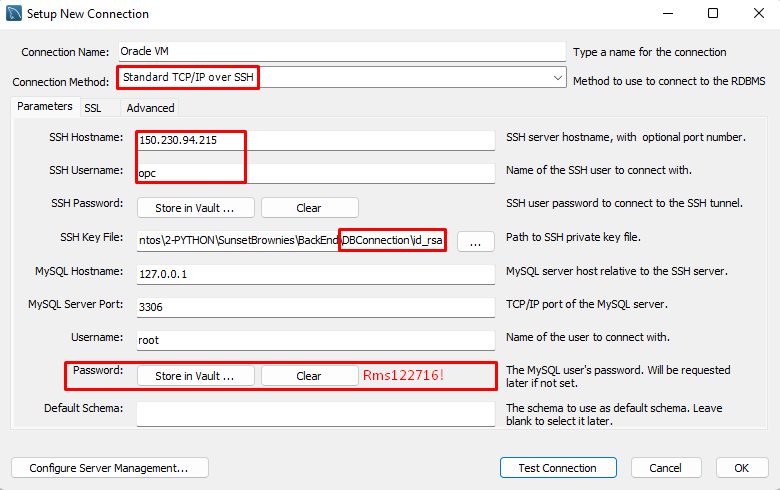 Setup New Connection
Connection Name: Oracle VM Type a name for the connection
Connection Method: Standard TCP/IP over SSH Method to use to connect to the RDBMS
Parameters SSL Advanced
SSH Hostname: 150.230.94.215 SSH server hostname, with optional port number.
SSH Username: opc Name of the SSH user to connect with.
SSH Password: Store in Vault ... Clear SSH user password to connect to the SSH tunnel.
SSH Key File: ntos\2-PYTHON\SunsetBrownies\BackEnd\DBConnection\id_rsa ... Path to SSH private key file.
MySQL Hostname: 127.0.0.1 MySQL server host relative to the SSH server.
MySQL Server Port: 3306 TCP/IP port of the MySQL server.
Username: root Name of the user to connect with.
Password: Store in Vault ... Clear Rms122716! The MySQL user's password. Will be requested
later if not set.
Default Schema: The schema to use as default schema. Leave
blank to select it later.
Configure Server Management... Test Connection Cancel OK